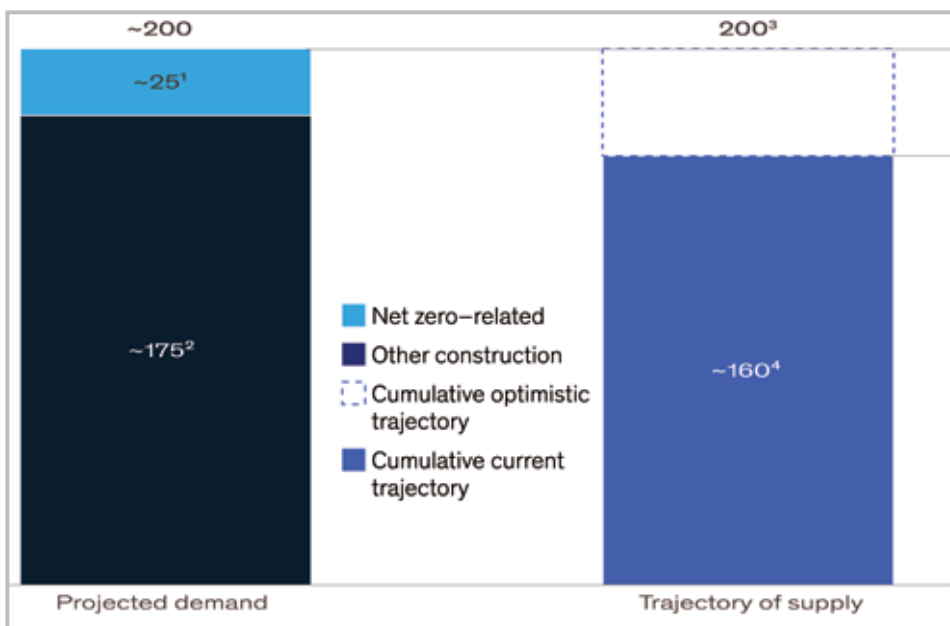 ~200
200³
~25¹
~175²
Net zero–related
Other construction
Cumulative optimistic
trajectory
Cumulative current
trajectory
~160⁴
Projected demand
Trajectory of supply